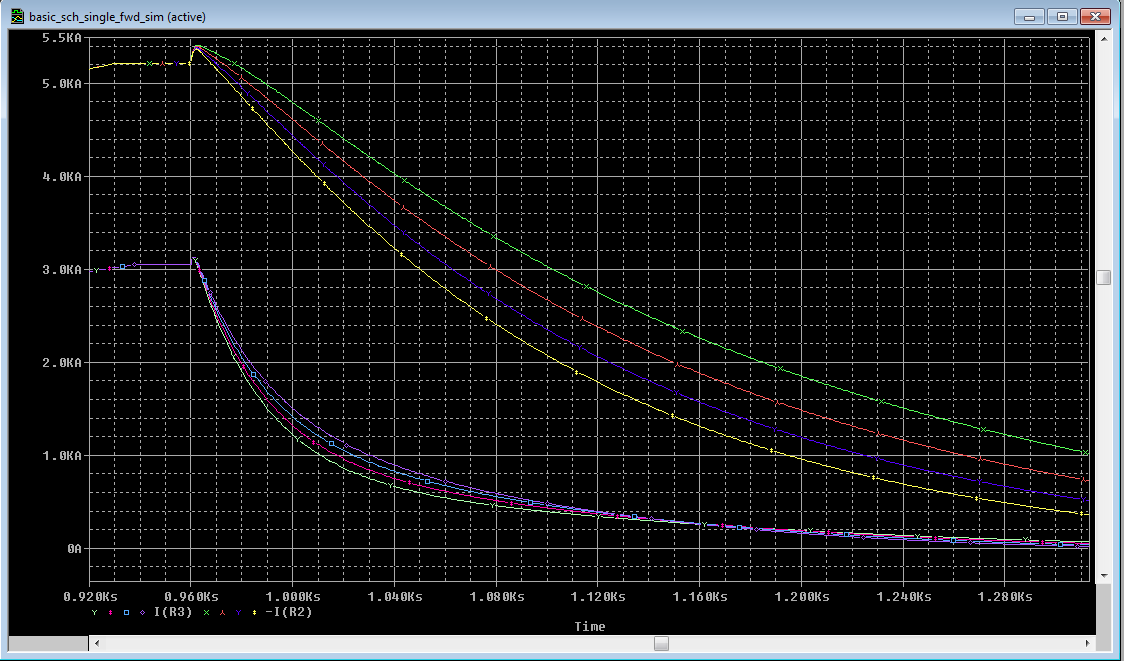 basic_sch_single_fwd_sim (active)
5.5KA
5.0KA
4.0KA
3.0KA
2.0KA
1.0KA
0A
0.920Ks 0.960Ks 1.000Ks 1.040Ks 1.080Ks 1.120Ks 1.160Ks 1.200Ks 1.240Ks 1.280Ks
I(R3) -I(R2)
Time